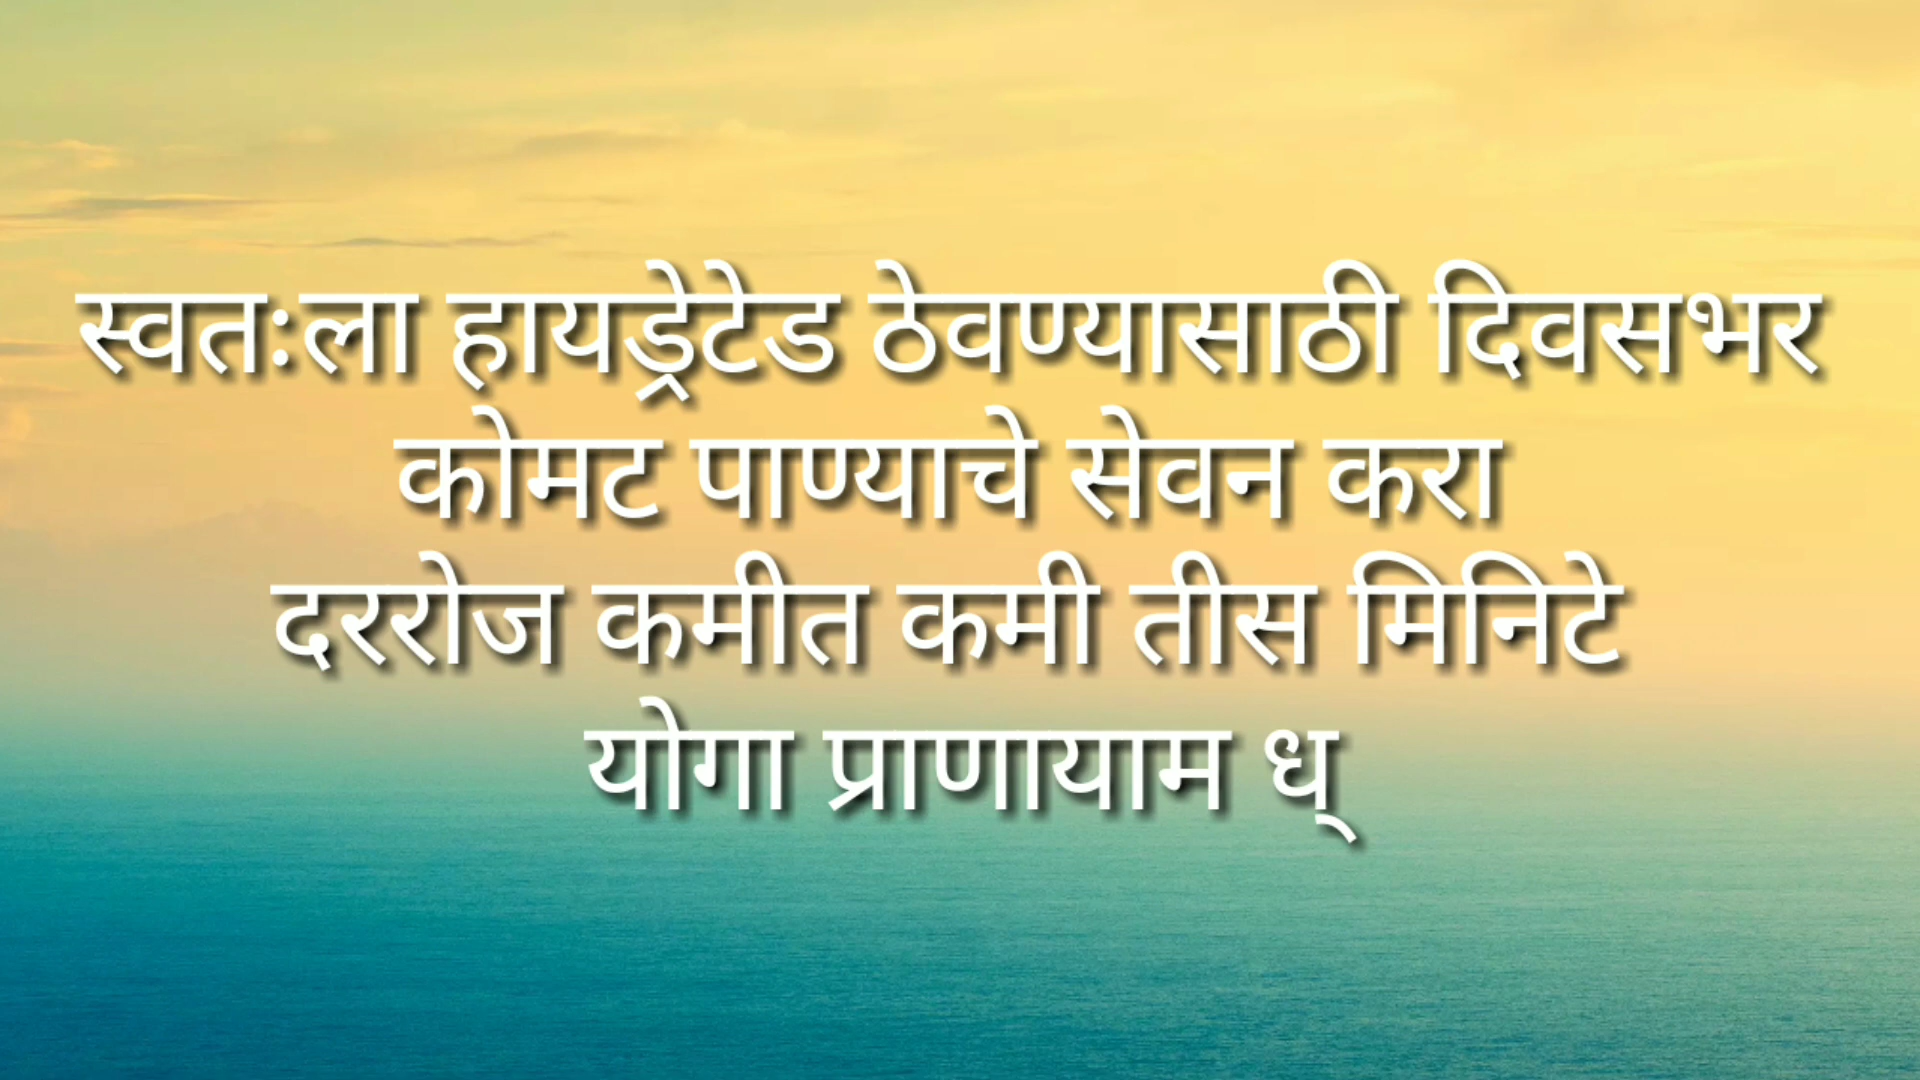 स्वतःला हायड्रेटेड ठेवण्यासाठी दिवसभर
कोमट पाण्याचे सेवन करा
दररोज कमीत कमी तीस मिनिटे
योगा प्राणायाम ध्